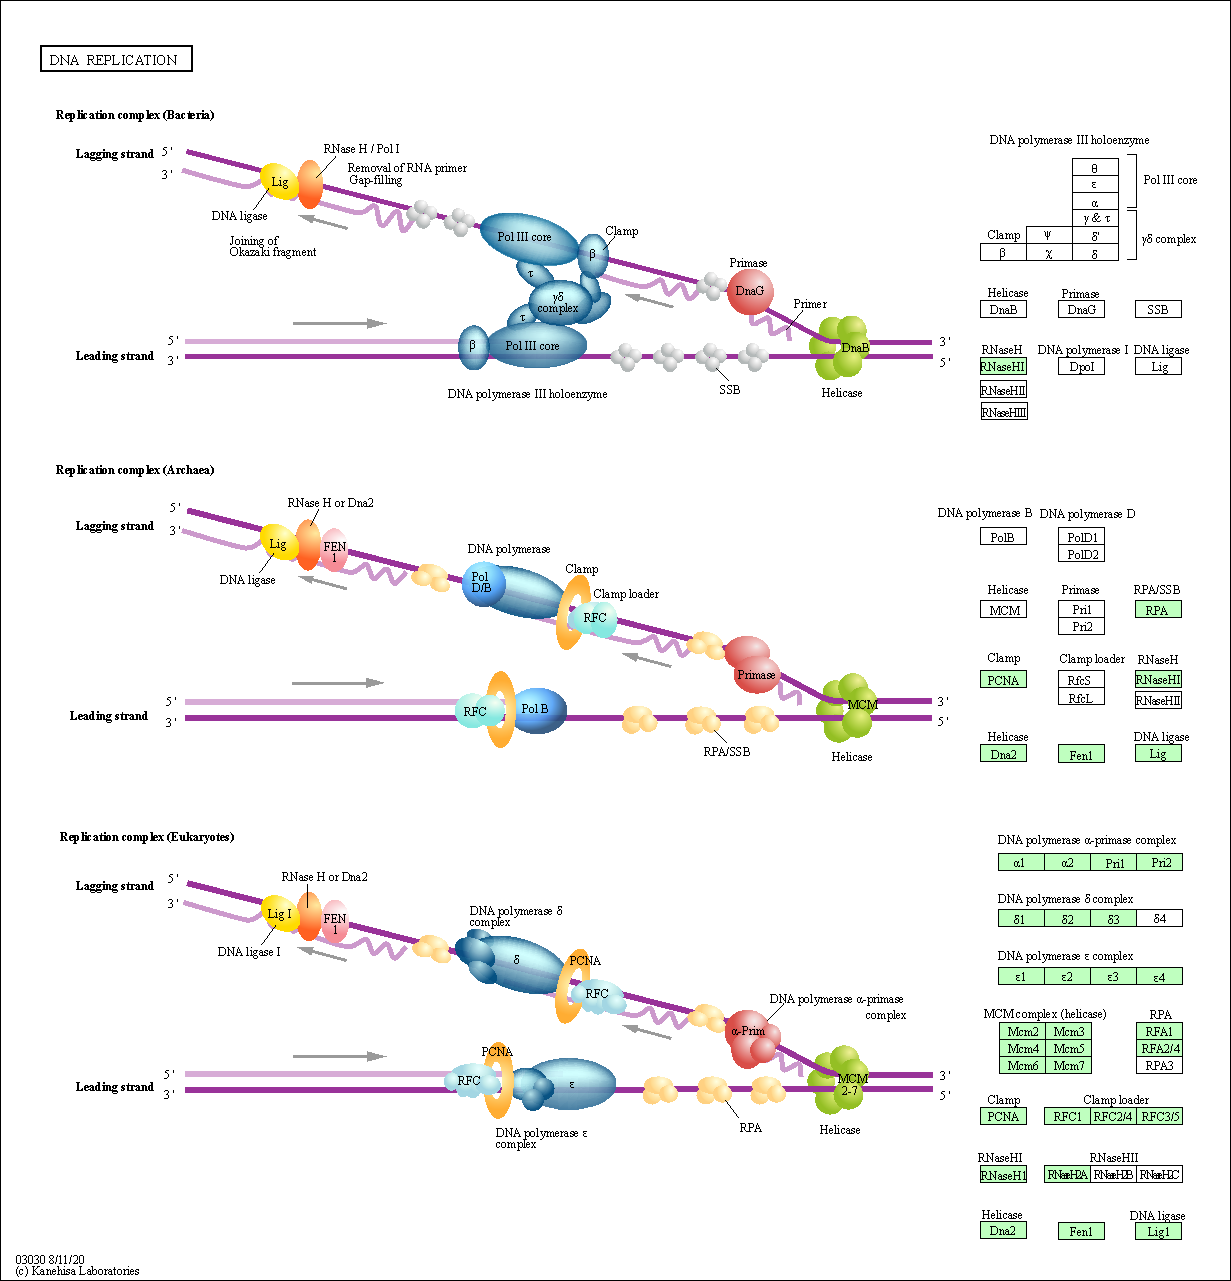 DNA REPLICATION
Replication complex (Bacteria)
Lagging strand
5'
3'
Lig
RNase H / Pol I
Removal of RNA primer
Gap-filling
DNA ligase
Joining of
Okazaki fragment
Pol III core
β
Clamp
τ
γδ
complex
τ
Primase
DnaG
Primer
Leading strand
5'
3'
β
Pol III core
DNA polymerase III holoenzyme
SSB
DnaB
Helicase
3'
5'
DNA polymerase III holoenzyme
θ
ε
α
Pol III core
γ & τ
Clamp
ψ
δ'
β
χ
δ
γδ complex
Helicase
DnaB
Primase
DnaG
SSB
RNaseH
RNaseHI
RNaseHII
RNaseHIII
DNA polymerase I
DpoI
DNA ligase
Lig
Replication complex (Archaea)
Lagging strand
5'
3'
Lig
RNase H or Dna2
FEN
1
DNA ligase
DNA polymerase
Pol
D/B
Clamp
Clamp loader
RFC
Primase
Leading strand
5'
3'
RFC
Pol B
RPA/SSB
MCM
Helicase
3'
5'
DNA polymerase B
PolB
DNA polymerase D
PolD1
PolD2
Helicase
MCM
Primase
Pri1
Pri2
RPA/SSB
RPA
Clamp
PCNA
Clamp loader
RfcS
RfcL
RNaseH
RNaseHI
RNaseHII
Helicase
Dna2
Fen1
DNA ligase
Lig
Replication complex (Eukaryotes)
Lagging strand
5'
3'
Lig I
RNase H or Dna2
FEN
1
DNA ligase I
DNA polymerase δ
complex
δ
PCNA
RFC
DNA polymerase α-primase
complex
α-Prim
Leading strand
5'
3'
RFC
PCNA
ε
DNA polymerase ε
complex
RPA
MCM
2-7
Helicase
3'
5'
DNA polymerase α-primase complex
α1 α2 Pri1 Pri2
DNA polymerase δ complex
δ1 δ2 δ3 δ4
DNA polymerase ε complex
ε1 ε2 ε3 ε4
MCM complex (helicase)
Mcm2 Mcm3
Mcm4 Mcm5
Mcm6 Mcm7
RPA
RFA1
RFA2/4
RPA3
Clamp
PCNA
Clamp loader
RFC1 RFC2/4 RFC3/5
RNaseHI
RNaseH1
RNaseHII
RNaseH2A RNaseH2B RNaseH2C
Helicase
Dna2
Fen1
DNA ligase
Lig1
03030 8/11/20
(c) Kanehisa Laboratories